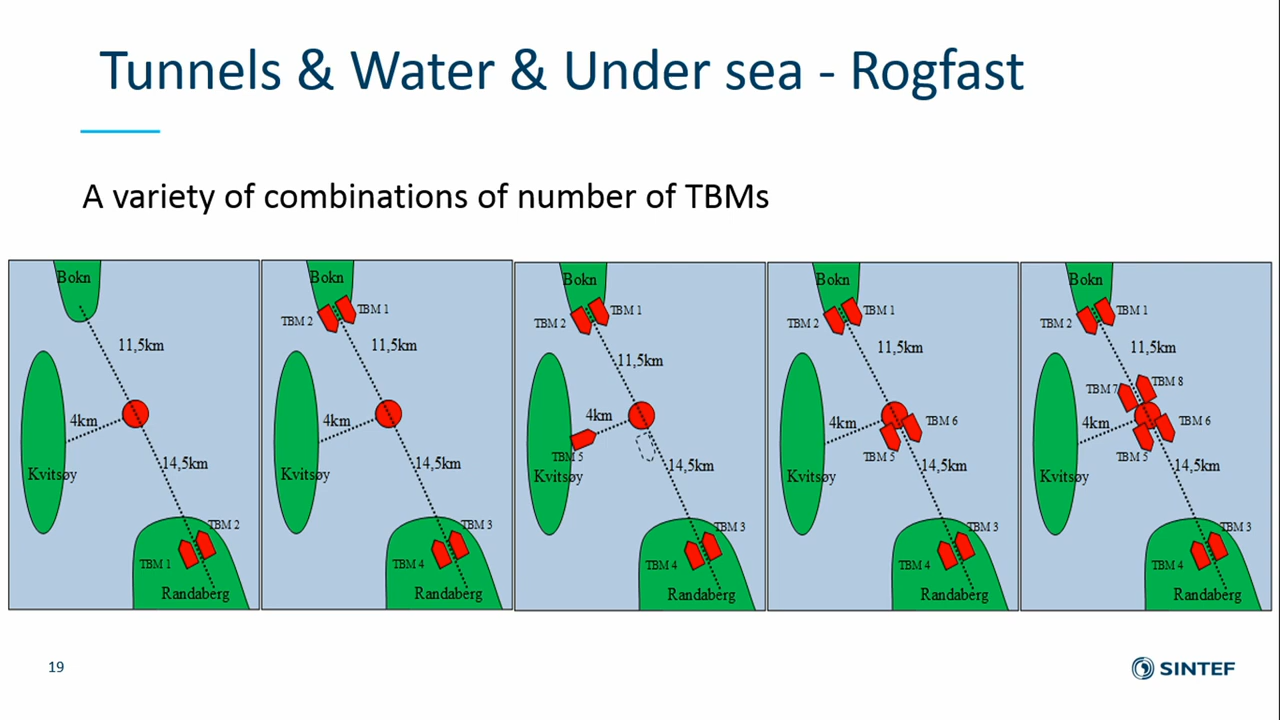 Tunnels & Water & Under sea - Rogfast
A variety of combinations of number of TBMs
Bokn
11,5km
4km
14,5km
Kvitsøy
TBM 2
TBM 1
Randaberg
Bokn
TBM 1
TBM 2
11,5km
4km
14,5km
Kvitsøy
TBM 3
TBM 4
Randaberg
Bokn
TBM 1
TBM 2
11,5km
4km
TBM 5
14,5km
Kvitsøy
TBM 3
TBM 4
Randaberg
Bokn
TBM 1
TBM 2
11,5km
4km
TBM 6
TBM 5
14,5km
Kvitsøy
TBM 3
TBM 4
Randaberg
Bokn
TBM 1
TBM 2
11,5km
TBM 8
TBM 7
4km
TBM 6
TBM 5
14,5km
Kvitsøy
TBM 3
TBM 4
Randaberg
19
SINTEF